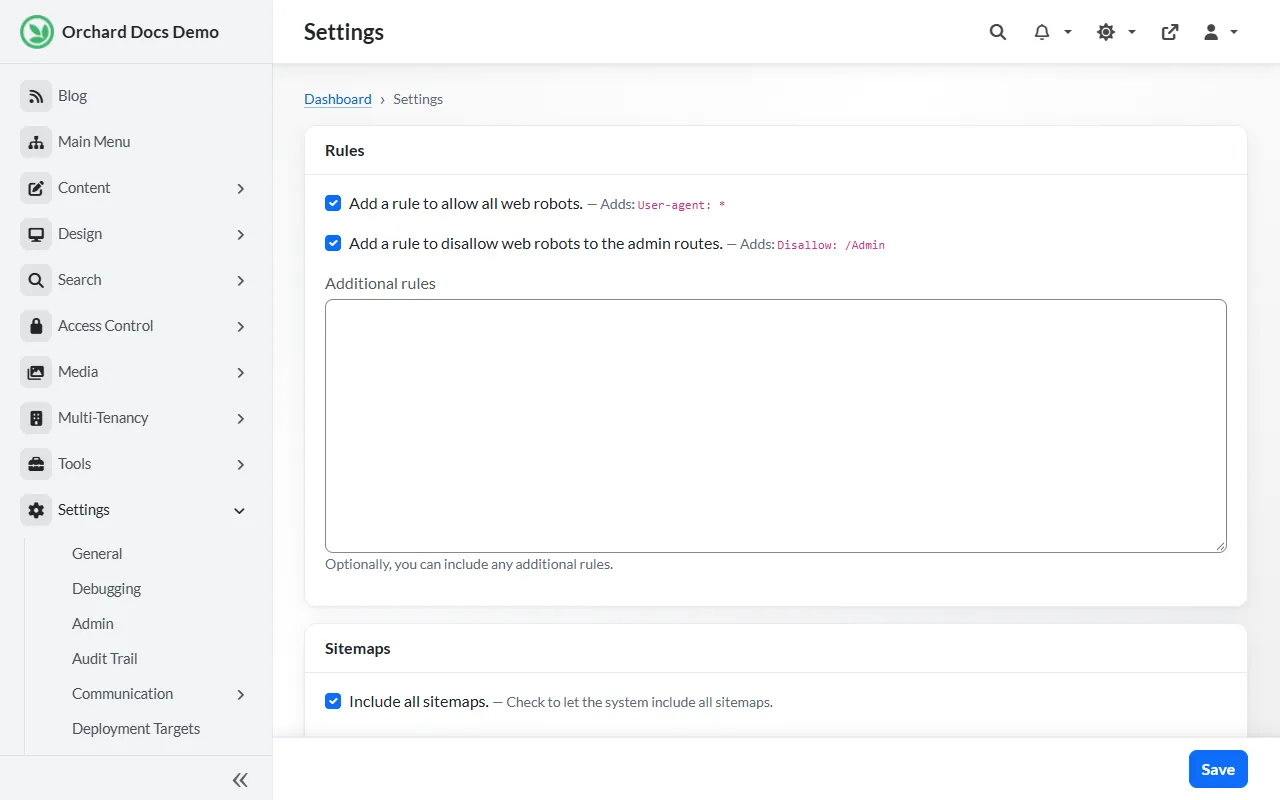 Orchard Docs Demo
Settings
Blog
Main Menu
Content
Design
Search
Access Control
Media
Multi-Tenancy
Tools
Settings
General
Debugging
Admin
Audit Trail
Communication
Deployment Targets
Dashboard › Settings
Rules
Add a rule to allow all web robots. — Adds: User-agent: *
Add a rule to disallow web robots to the admin routes. — Adds: Disallow: /Admin
Additional rules
Optionally, you can include any additional rules.
Sitemaps
Include all sitemaps. — Check to let the system include all sitemaps.
Save